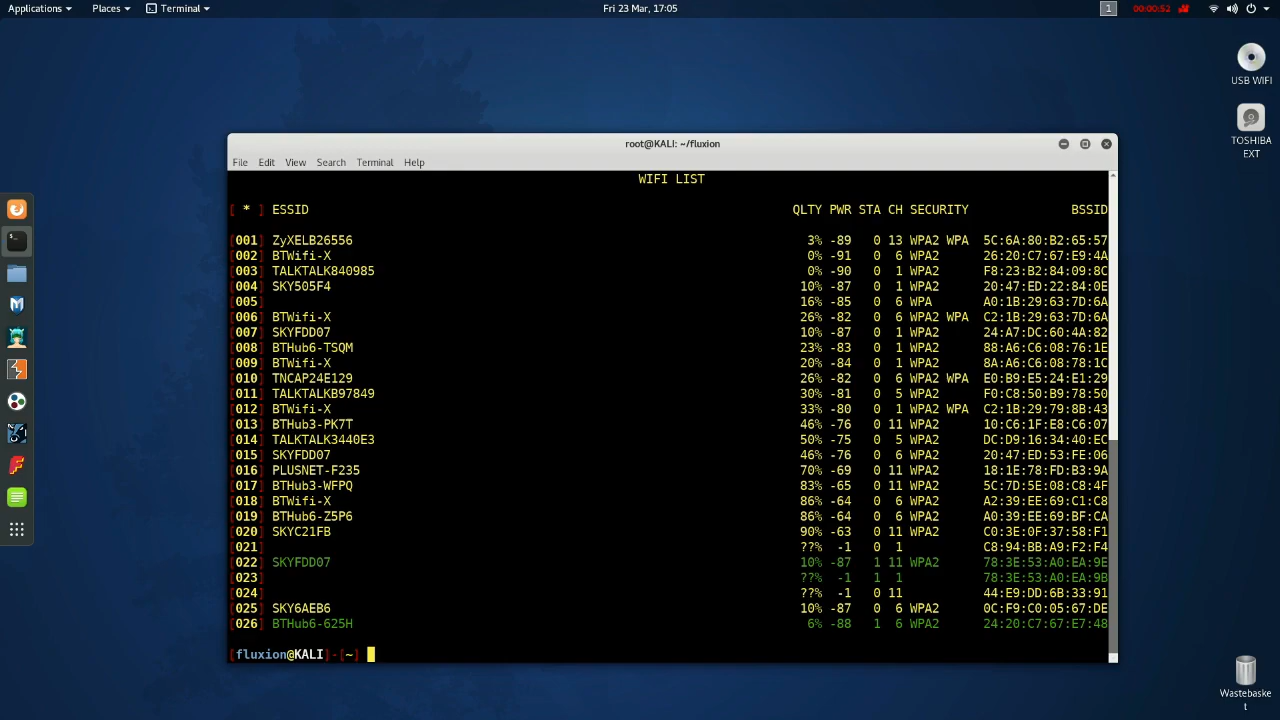 Applications Places Terminal Fri 23 Mar, 17:05 1 00:00:52
USB WIFI
TOSHIBA
EXT
root@KALI: ~/fluxion
File Edit View Search Terminal Help
WIFI LIST
[ * ] ESSID QLTY PWR STA CH SECURITY BSSID
[001] ZyXELB26556 3% -89 0 13 WPA2 WPA 5C:6A:80:B2:65:57
[002] BTWifi-X 0% -91 0 6 WPA2 26:20:C7:67:E9:4A
[003] TALKTALK840985 0% -90 0 1 WPA2 F8:23:B2:84:09:8C
[004] SKY505F4 10% -87 0 1 WPA2 20:47:ED:22:84:0E
[005] 16% -85 0 6 WPA A0:1B:29:63:7D:6A
[006] BTWifi-X 26% -82 0 6 WPA2 WPA C2:1B:29:63:7D:6A
[007] SKYFDD07 10% -87 0 1 WPA2 24:A7:DC:60:4A:82
[008] BTHub6-TSQM 23% -83 0 1 WPA2 88:A6:C6:08:76:1E
[009] BTWifi-X 20% -84 0 1 WPA2 8A:A6:C6:08:78:1C
[010] TNCAP24E129 26% -82 0 6 WPA2 WPA E0:B9:E5:24:E1:29
[011] TALKTALKB97849 30% -81 0 5 WPA2 F0:C8:50:B9:78:50
[012] BTWifi-X 33% -80 0 1 WPA2 WPA C2:1B:29:79:8B:43
[013] BTHub3-PK7T 46% -76 0 11 WPA2 10:C6:1F:E8:C6:07
[014] TALKTALK3440E3 50% -75 0 5 WPA2 DC:D9:16:34:40:EC
[015] SKYFDD07 46% -76 0 6 WPA2 20:47:ED:53:FE:06
[016] PLUSNET-F235 70% -69 0 11 WPA2 18:1E:78:FD:B3:9A
[017] BTHub3-WFPQ 83% -65 0 11 WPA2 5C:7D:5E:08:C8:4F
[018] BTWifi-X 86% -64 0 6 WPA2 A2:39:EE:69:C1:C8
[019] BTHub6-Z5P6 86% -64 0 6 WPA2 A0:39:EE:69:BF:CA
[020] SKYC21FB 90% -63 0 11 WPA2 C0:3E:0F:37:58:F1
[021] ??% -1 0 1 C8:94:BB:A9:F2:F4
[022] SKYFDD07 10% -87 1 11 WPA2 78:3E:53:A0:EA:9E
[023] ??% -1 1 1 78:3E:53:A0:EA:9B
[024] ??% -1 0 11 44:E9:DD:6B:33:91
[025] SKY6AEB6 10% -87 0 6 WPA2 0C:F9:C0:05:67:DE
[026] BTHub6-625H 6% -88 1 6 WPA2 24:20:C7:67:E7:48
[fluxion@KALI]-[~]
Wastebaske
t